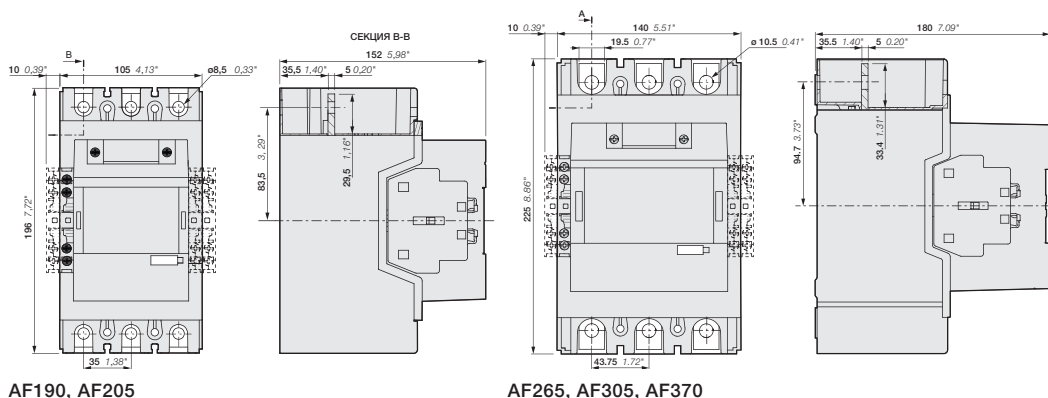 СЕКЦИЯ В-В
B
10 0,39"
105 4,13"
ø8,5 0,33"
152 5,98"
35,5 1,40"
5 0,20"
196 7,72"
83,5 3, 29"
29,5 1,16"
35 1,38"
AF190, AF205
A
10 0.39"
140 5.51"
19.5 0.77"
ø 10.5 0.41"
180 7.09"
35.5 1.40"
5 0.20"
225 8.86"
94.7 3.73"
33.4 1.31"
43.75 1.72"
AF265, AF305, AF370